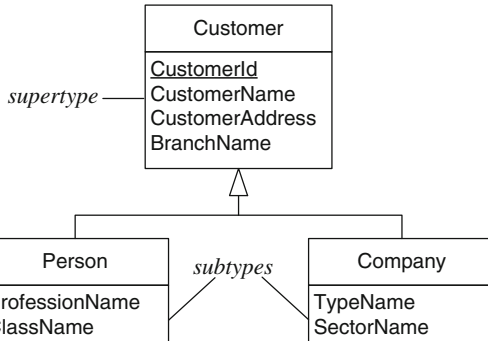 Customer
CustomerId
CustomerName
CustomerAddress
BranchName
supertype
Person
subtypes
Company
rofessionName
lassName
TypeName
SectorName